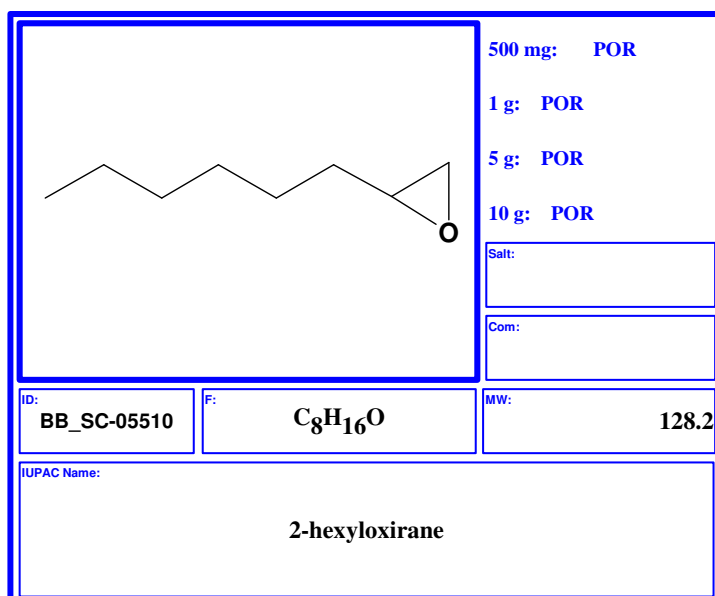 500 mg: POR
1 g: POR
5 g: POR
10 g: POR
O
Salt:
Com:
ID:
BB_SC-05510
F:
C8H16O
MW:
128.2
IUPAC Name:
2-hexyloxirane